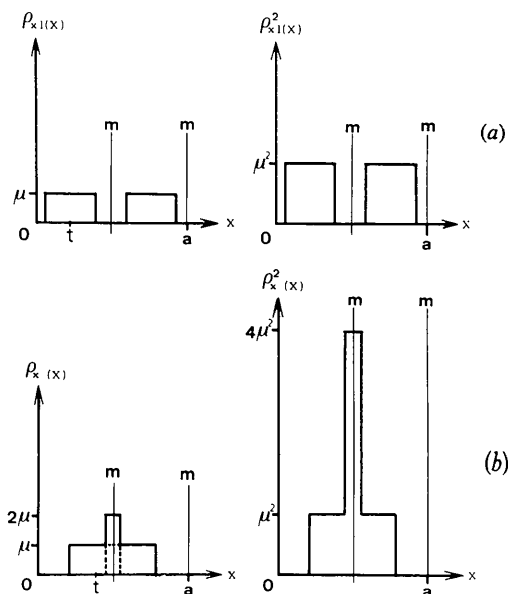 ρx1(x)
ρ²x1(x)
m m
m m
(a)
μ
μ²
0 t a x
0 a x
ρx(x)
ρ²x(x)
m m
4μ²
m m
(b)
2μ
μ
μ²
0 t a x
0 a x